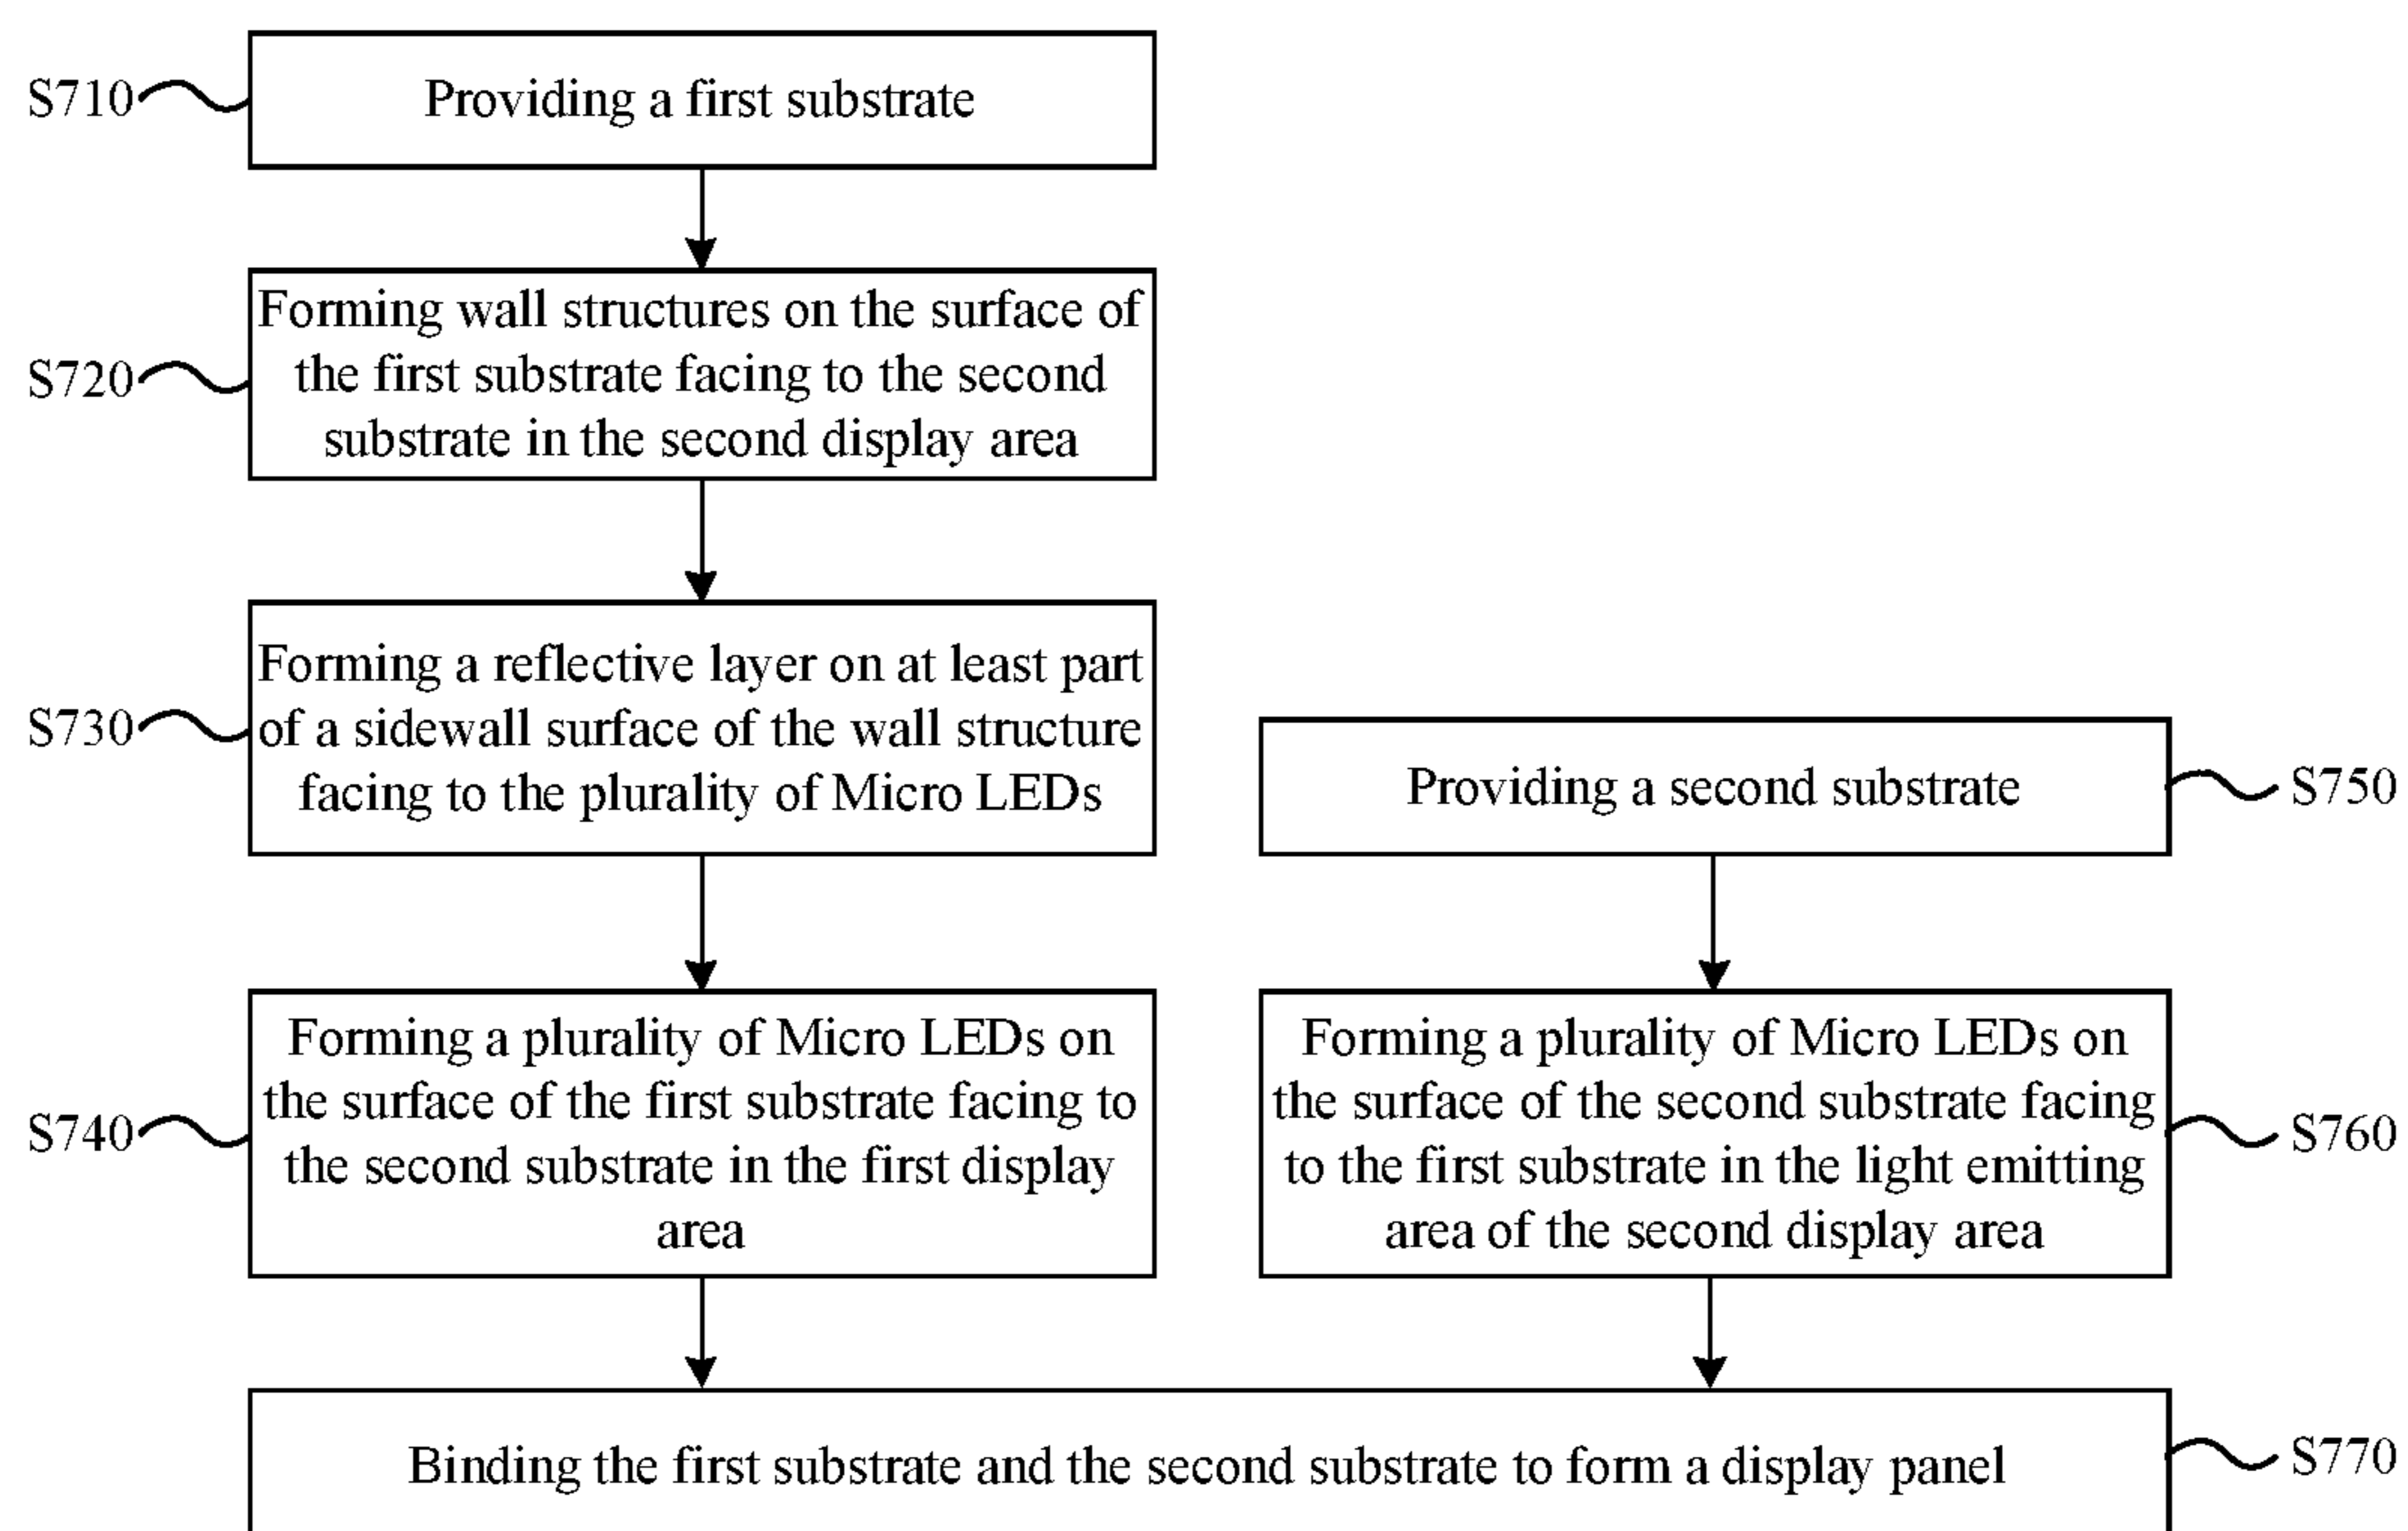 S710
Providing a first substrate
S720
Forming wall structures on the surface of
the first substrate facing to the second
substrate in the second display area
S730
Forming a reflective layer on at least part
of a sidewall surface of the wall structure
facing to the plurality of Micro LEDs
Providing a second substrate
S750
S740
Forming a plurality of Micro LEDs on
the surface of the first substrate facing to
the second substrate in the first display
area
Forming a plurality of Micro LEDs on
the surface of the second substrate facing
to the first substrate in the light emitting
area of the second display area
S760
Binding the first substrate and the second substrate to form a display panel
S770